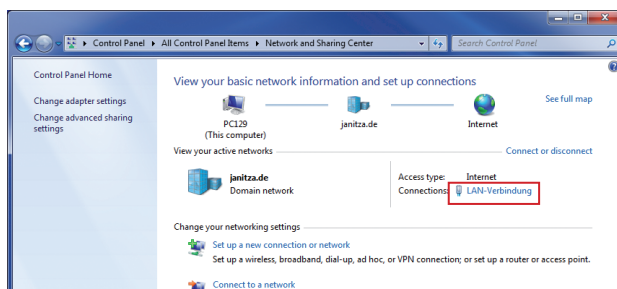 Control Panel ▸ All Control Panel Items ▸ Network and Sharing Center
Search Control Panel
Control Panel Home
Change adapter settings
Change advanced sharing
settings
View your basic network information and set up connections
See full map
PC129
(This computer)
janitza.de
Internet
View your active networks
Connect or disconnect
janitza.de
Domain network
Access type:
Internet
Connections:
LAN-Verbindung
Change your networking settings
Set up a new connection or network
Set up a wireless, broadband, dial-up, ad hoc, or VPN connection; or set up a router or access point.
Connect to a network